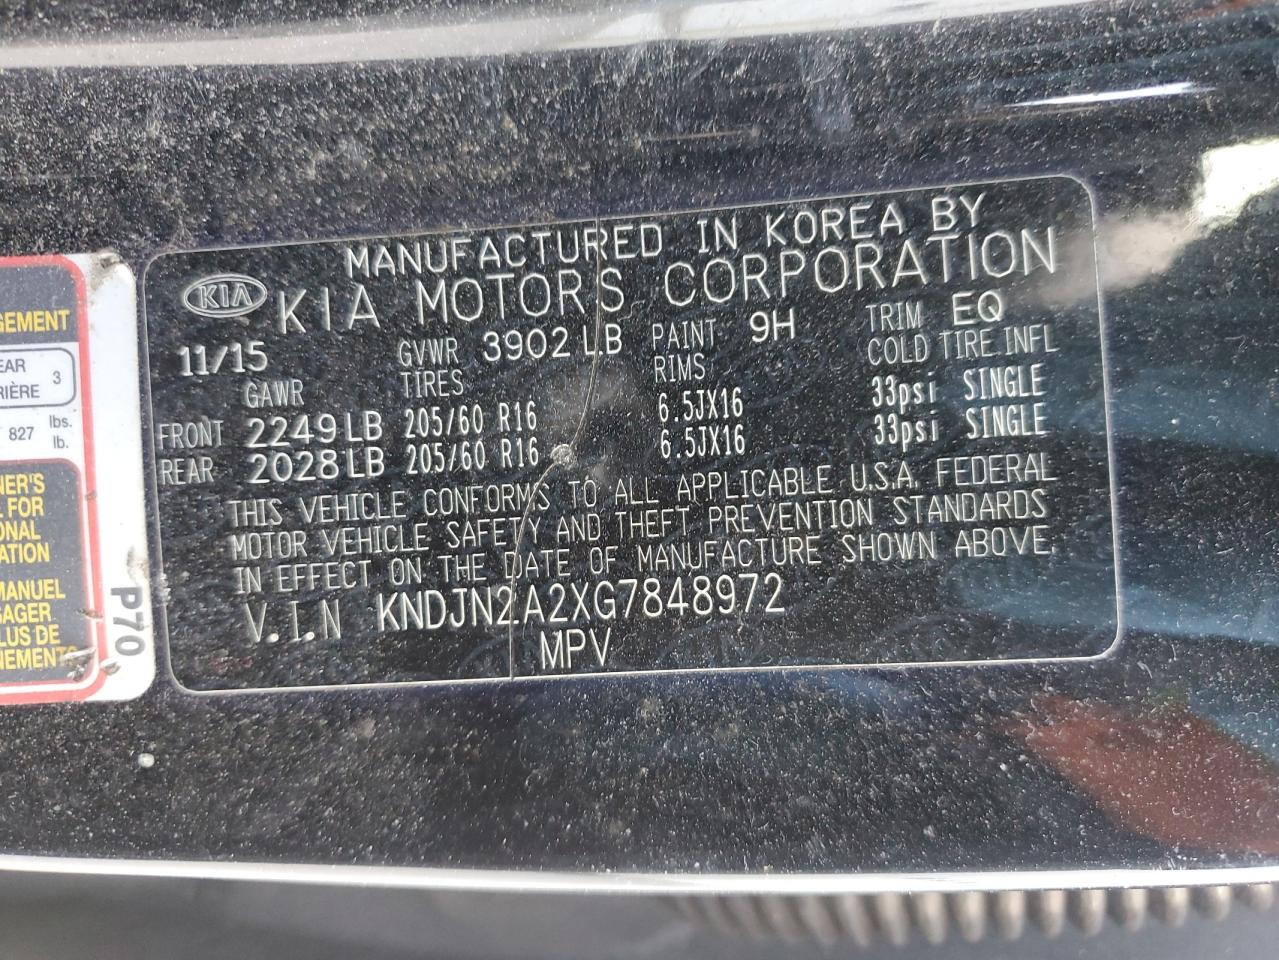 MANUFACTURED IN KOREA BY
KIA KIA MOTORS CORPORATION
11/15 GVWR 3902 LB PAINT 9H TRIM EQ
GAWR TIRES RIMS COLD TIRE INFL
FRONT 2249 LB 205/60 R16 6.5JX16 33psi SINGLE
REAR 2028 LB 205/60 R16 6.5JX16 33psi SINGLE
THIS VEHICLE CONFORMS TO ALL APPLICABLE U.S.A. FEDERAL
MOTOR VEHICLE SAFETY AND THEFT PREVENTION STANDARDS
IN EFFECT ON THE DATE OF MANUFACTURE SHOWN ABOVE.
V.I.N KNDJN2A2XG7848972
MPV
GEMENT
EAR
RIÈRE 3
827 lbs.
lb.
NER'S
L FOR
ONAL
ATION
MANUEL
SAGER
LUS DE
NEMENTS
P70